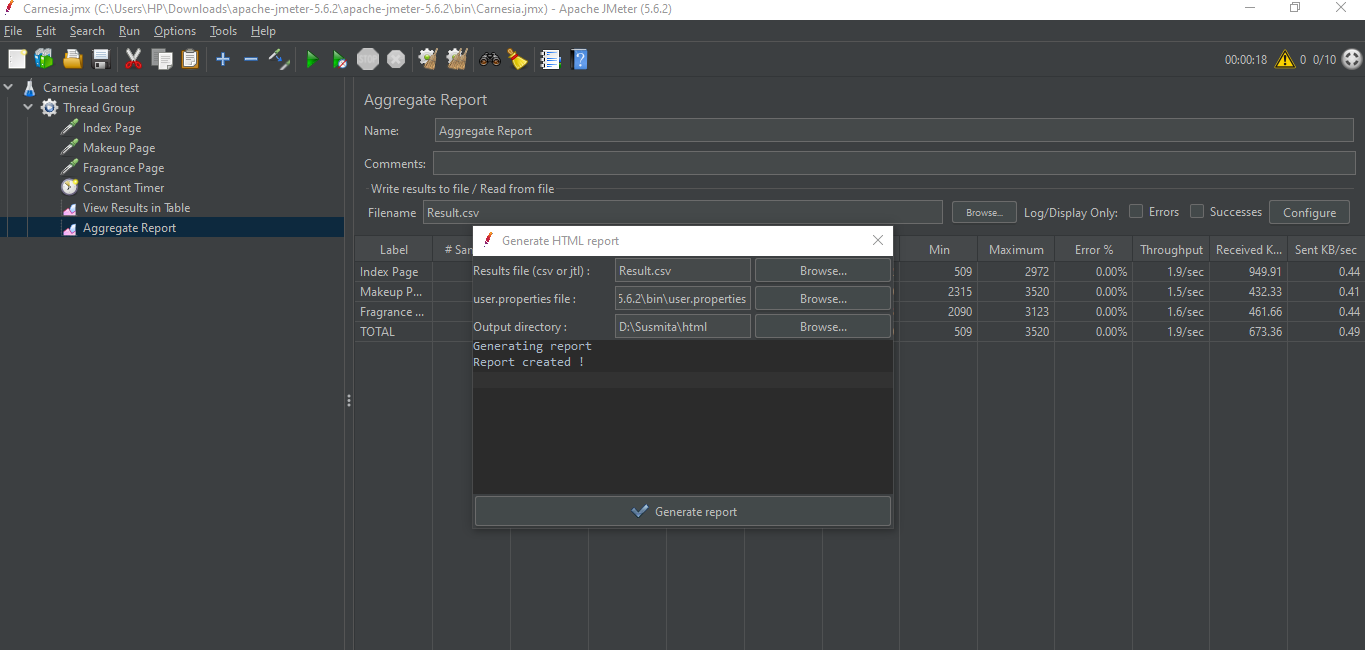 Carnesia.jmx (C:\Users\HP\Downloads\apache-jmeter-5.6.2\apache-jmeter-5.6.2\bin\Carnesia.jmx) - Apache JMeter (5.6.2)
File Edit Search Run Options Tools Help
STOP 00:00:18 0 0/10
Carnesia Load test
Thread Group
Index Page
Makeup Page
Fragrance Page
Constant Timer
View Results in Table
Aggregate Report
Aggregate Report
Name: Aggregate Report
Comments:
Write results to file / Read from file
Filename Result.csv Browse... Log/Display Only: Errors Successes Configure
Label # San Min Maximum Error % Throughput Received K... Sent KB/sec
Index Page 509 2972 0.00% 1.9/sec 949.91 0.44
Makeup P... 2315 3520 0.00% 1.5/sec 432.33 0.41
Fragrance ... 2090 3123 0.00% 1.6/sec 461.66 0.44
TOTAL 509 3520 0.00% 1.9/sec 673.36 0.49
Generate HTML report
Results file (csv or jtl) : Result.csv Browse...
user.properties file : 5.6.2\bin\user.properties Browse...
Output directory : D:\Susmita\html Browse...
Generating report
Report created !
Generate report